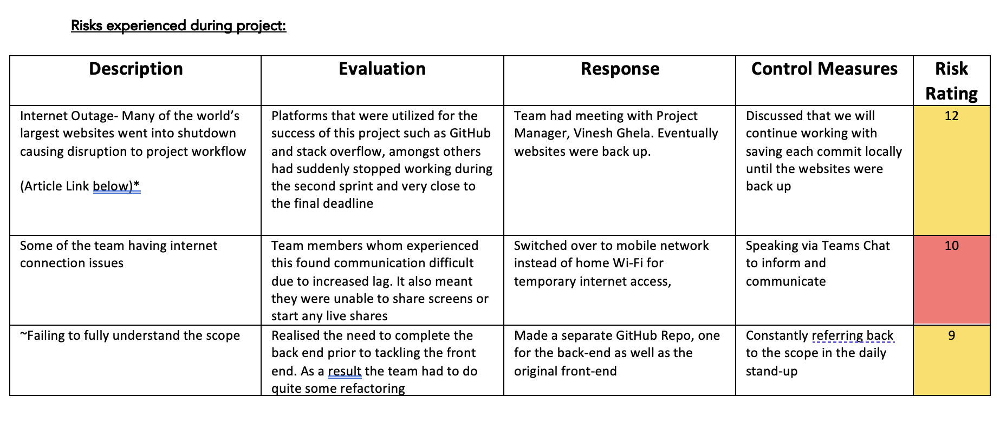 Risks experienced during project:
Description
Evaluation
Response
Control Measures
Risk
Rating
Internet Outage- Many of the world’s
largest websites went into shutdown
causing disruption to project workflow
(Article Link below)*
Platforms that were utilized for the
success of this project such as GitHub
and stack overflow, amongst others
had suddenly stopped working during
the second sprint and very close to
the final deadline
Team had meeting with Project
Manager, Vinesh Ghela. Eventually
websites were back up.
Discussed that we will
continue working with
saving each commit locally
until the websites were
back up
12
Some of the team having internet
connection issues
Team members whom experienced
this found communication difficult
due to increased lag. It also meant
they were unable to share screens or
start any live shares
Switched over to mobile network
instead of home Wi-Fi for
temporary internet access,
Speaking via Teams Chat
to inform and
communicate
10
~Failing to fully understand the scope
Realised the need to complete the
back end prior to tackling the front
end. As a result the team had to do
quite some refactoring
Made a separate GitHub Repo, one
for the back-end as well as the
original front-end
Constantly referring back
to the scope in the daily
stand-up
9